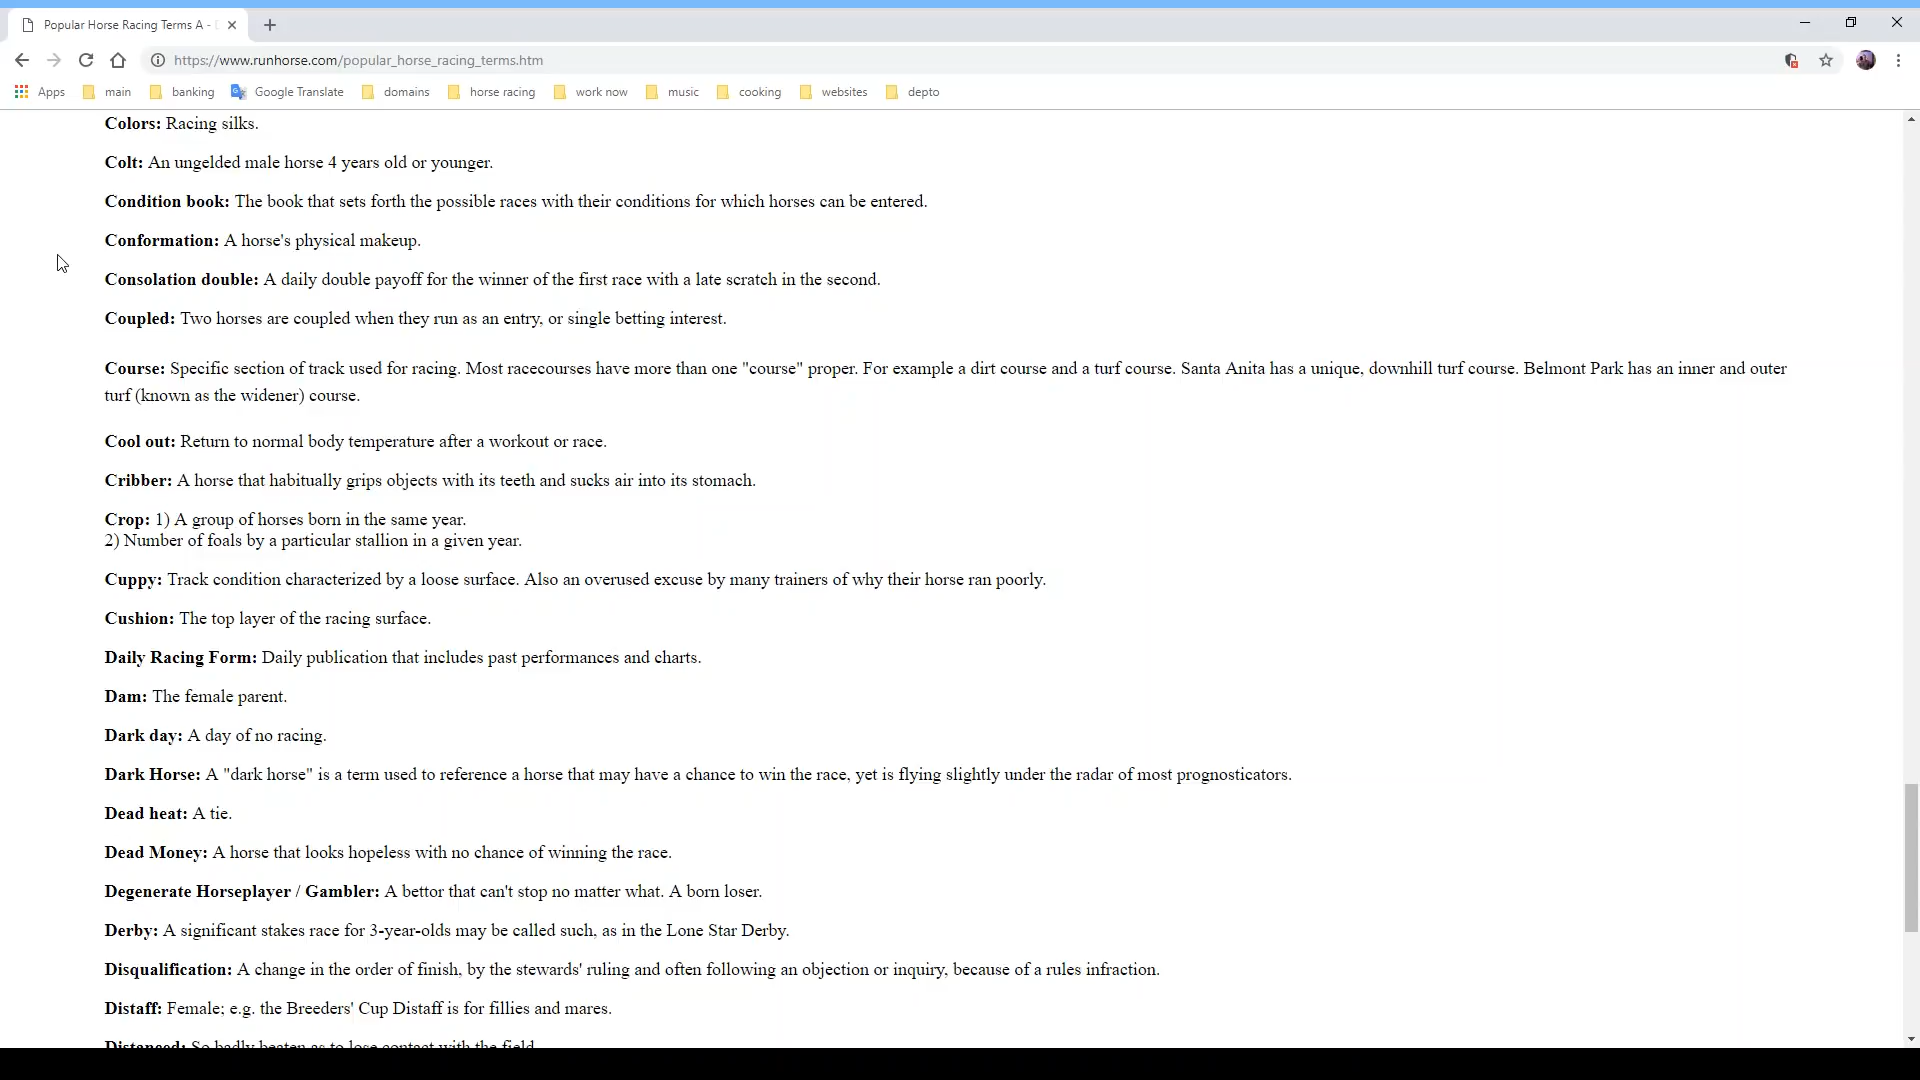 Popular Horse Racing Terms A -
https://www.runhorse.com/popular_horse_racing_terms.htm
Apps main banking Google Translate domains horse racing work now music cooking websites depto
Colors: Racing silks.
Colt: An ungelded male horse 4 years old or younger.
Condition book: The book that sets forth the possible races with their conditions for which horses can be entered.
Conformation: A horse's physical makeup.
Consolation double: A daily double payoff for the winner of the first race with a late scratch in the second.
Coupled: Two horses are coupled when they run as an entry, or single betting interest.
Course: Specific section of track used for racing. Most racecourses have more than one "course" proper. For example a dirt course and a turf course. Santa Anita has a unique, downhill turf course. Belmont Park has an inner and outer
turf (known as the widener) course.
Cool out: Return to normal body temperature after a workout or race.
Cribber: A horse that habitually grips objects with its teeth and sucks air into its stomach.
Crop: 1) A group of horses born in the same year.
2) Number of foals by a particular stallion in a given year.
Cuppy: Track condition characterized by a loose surface. Also an overused excuse by many trainers of why their horse ran poorly.
Cushion: The top layer of the racing surface.
Daily Racing Form: Daily publication that includes past performances and charts.
Dam: The female parent.
Dark day: A day of no racing.
Dark Horse: A "dark horse" is a term used to reference a horse that may have a chance to win the race, yet is flying slightly under the radar of most prognosticators.
Dead heat: A tie.
Dead Money: A horse that looks hopeless with no chance of winning the race.
Degenerate Horseplayer / Gambler: A bettor that can't stop no matter what. A born loser.
Derby: A significant stakes race for 3-year-olds may be called such, as in the Lone Star Derby.
Disqualification: A change in the order of finish, by the stewards' ruling and often following an objection or inquiry, because of a rules infraction.
Distaff: Female; e.g. the Breeders' Cup Distaff is for fillies and mares.
Distanced: So badly beaten as to lose contact with the field.